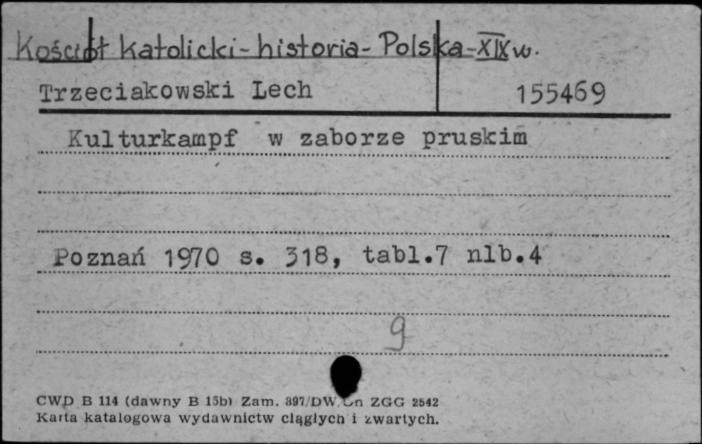 Kościół katolicki - historia - Polska - XIX w.
Trzeciakowski Lech 155469
Kulturkampf w zaborze pruskim
Poznań 1970 s. 318, tabl.7 nlb.4
9
CWD B 114 (dawny B 15b) Zam. 397/DW ZGG 2542
Karta katalogowa wydawnictw ciągłych i zwartych.